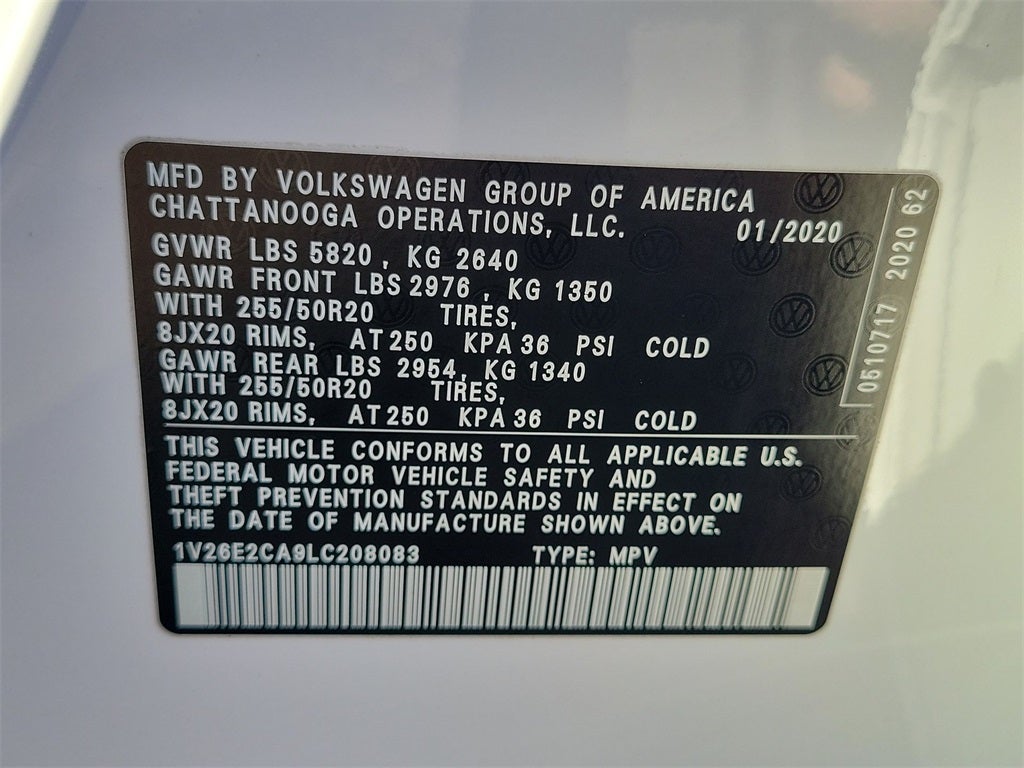 MFD BY VOLKSWAGEN GROUP OF AMERICA
CHATTANOOGA OPERATIONS, LLC. 01/2020
GVWR LBS 5820 , KG 2640
GAWR FRONT LBS 2976 , KG 1350
WITH 255/50R20 TIRES,
8JX20 RIMS, AT 250 KPA 36 PSI COLD
GAWR REAR LBS 2954, KG 1340
WITH 255/50R20 TIRES,
8JX20 RIMS, AT 250 KPA 36 PSI COLD
THIS VEHICLE CONFORMS TO ALL APPLICABLE U.S.
FEDERAL MOTOR VEHICLE SAFETY AND
THEFT PREVENTION STANDARDS IN EFFECT ON
THE DATE OF MANUFACTURE SHOWN ABOVE.
1V26E2CA9LC208083 TYPE: MPV
0510717 2020 62